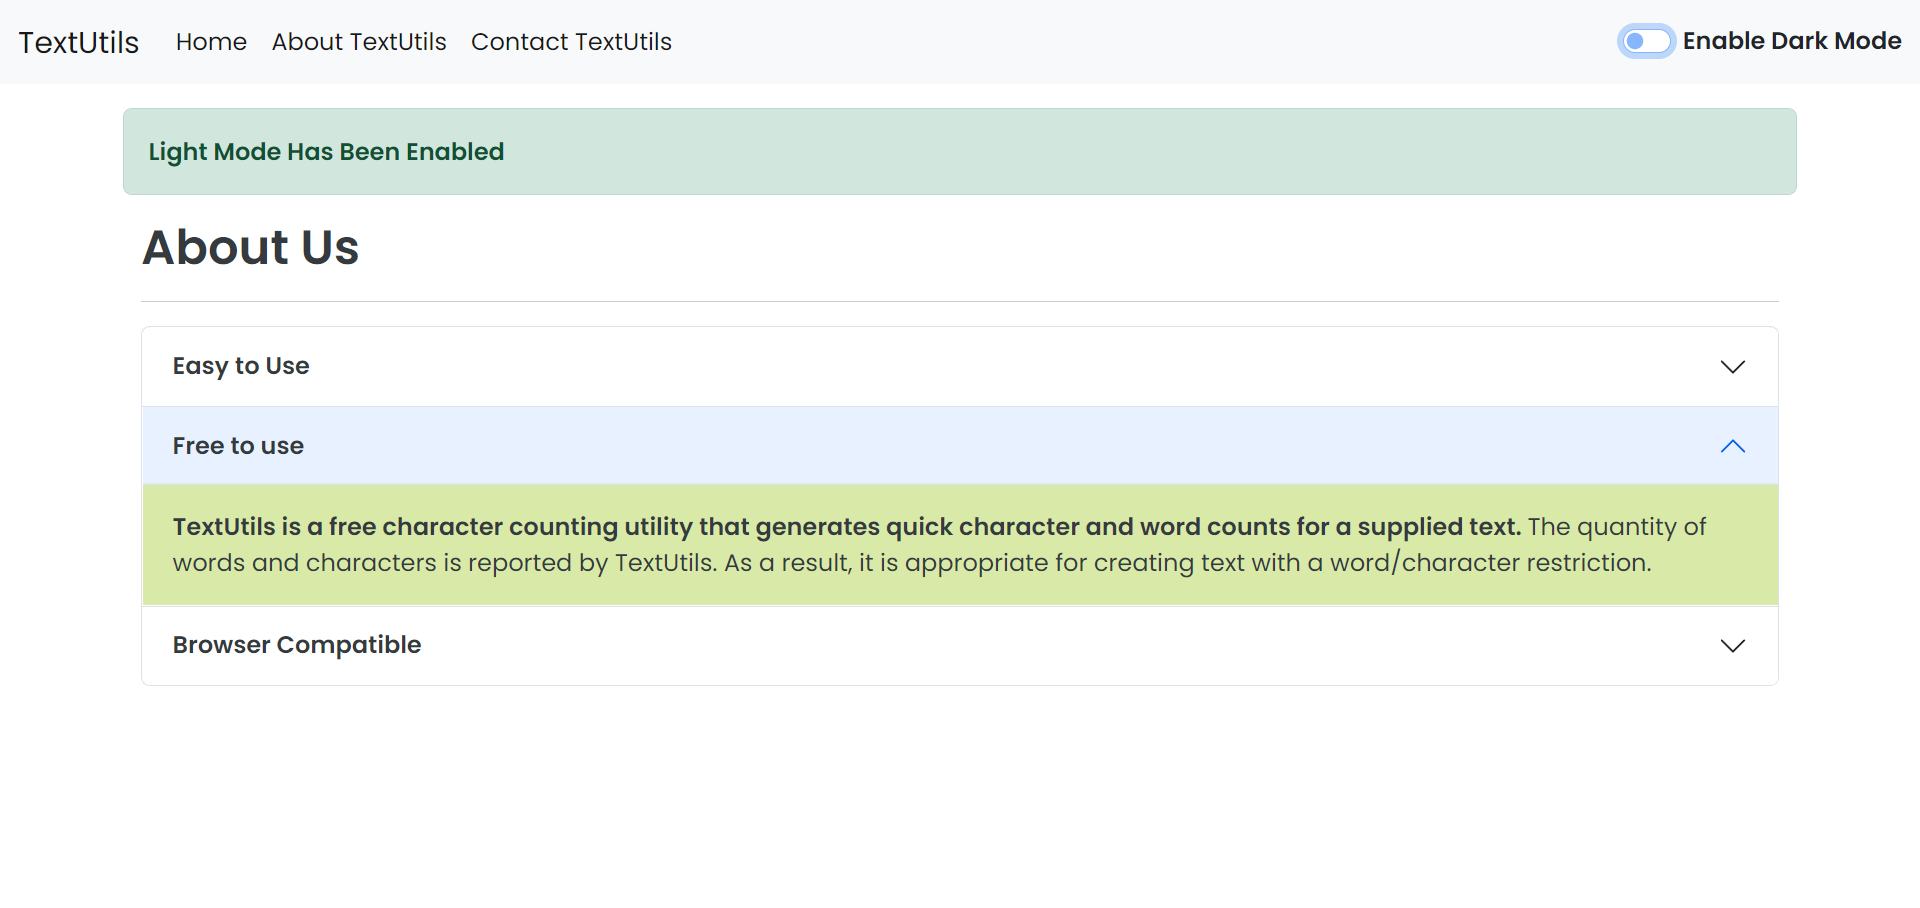 TextUtils Home About TextUtils Contact TextUtils Enable Dark Mode
Light Mode Has Been Enabled
About Us
Easy to Use
Free to use
TextUtils is a free character counting utility that generates quick character and word counts for a supplied text. The quantity of
words and characters is reported by TextUtils. As a result, it is appropriate for creating text with a word/character restriction.
Browser Compatible